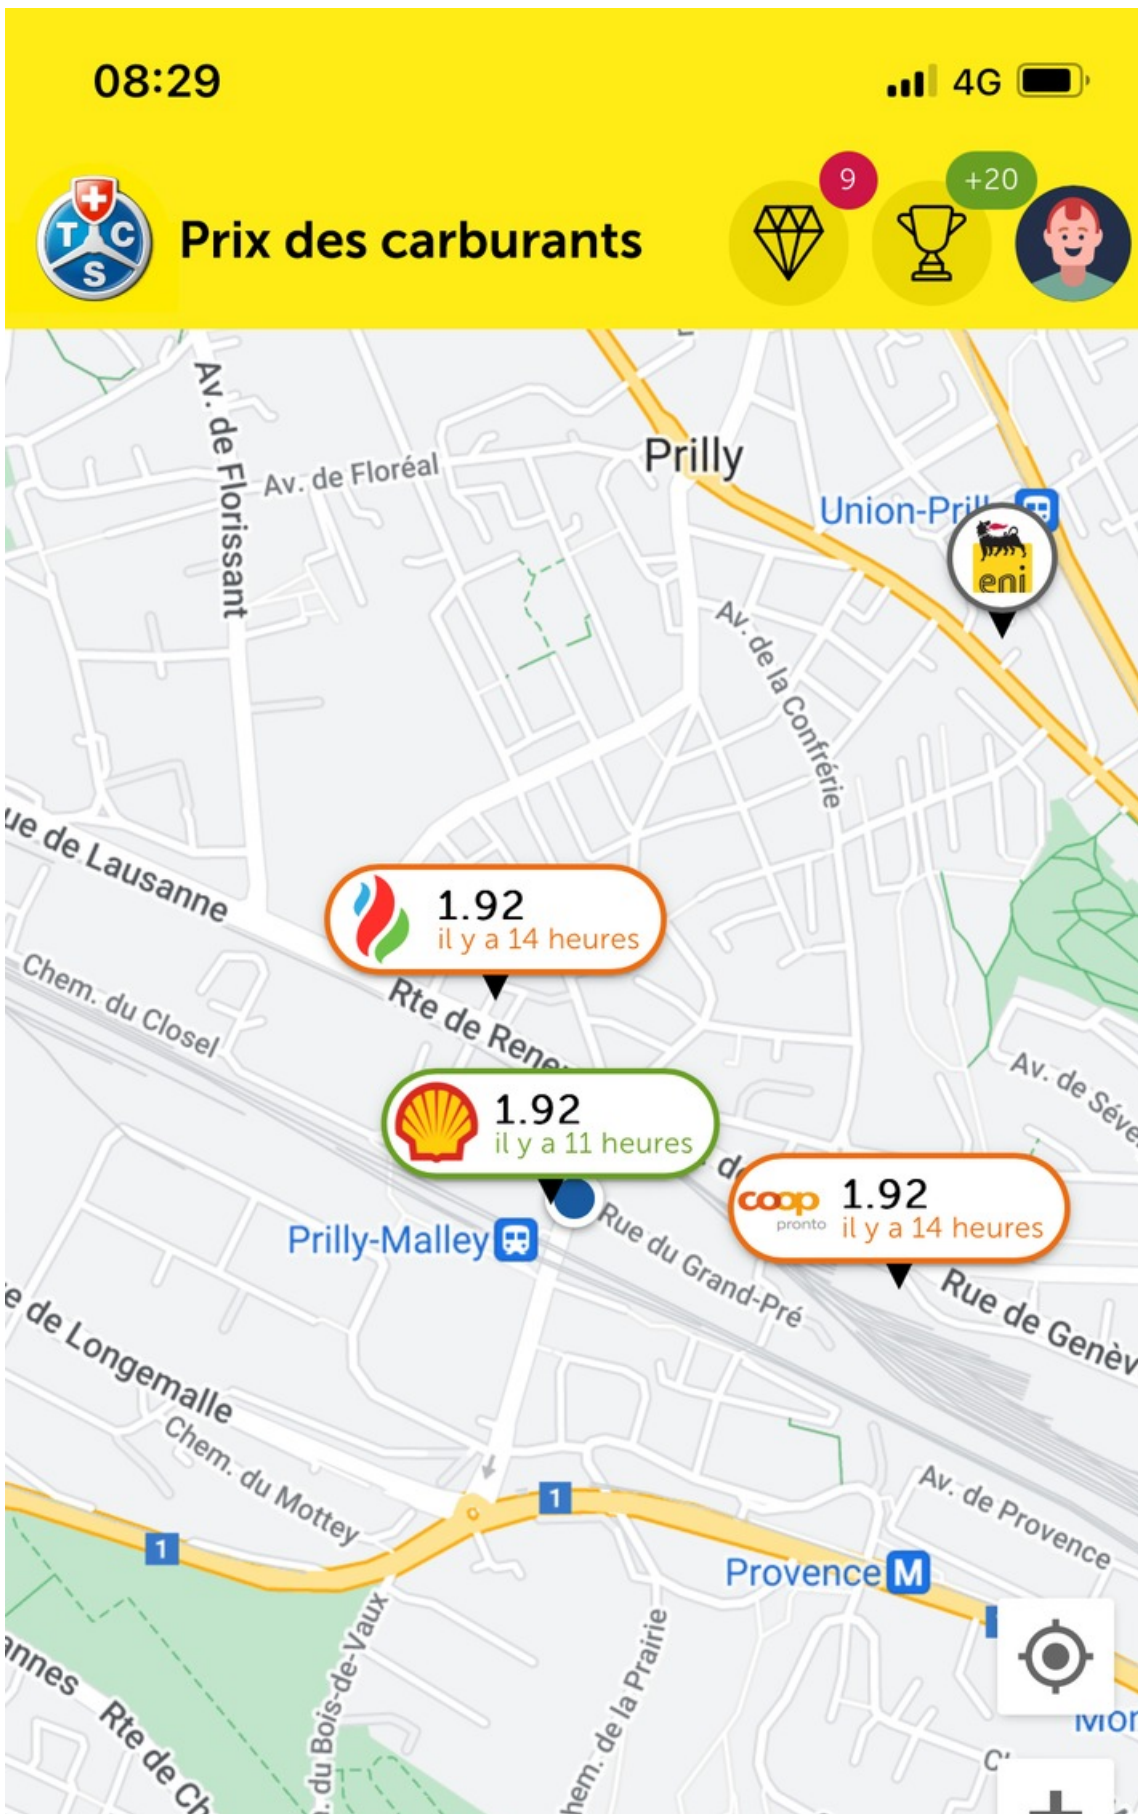 08:29
4G
9
+20
TCS
Prix des carburants
Av. de Florissant
Av. de Floréal
Prilly
Union-Prilly
eni
Av. de la Confrérie
ue de Lausanne
1.92
il y a 14 heures
Chem. du Closel
Rte de Rene
Av. de Séve
1.92
il y a 11 heures
coop
pronto
1.92
il y a 14 heures
Prilly-Malley
Rue du Grand-Pré
Rue de Genèv
e de Longemalle
Chem. du Mottey
1
1
Av. de Provence
Provence M
nnes
Rte de Ch
. du Bois-de-Vaux
hem. de la Prairie